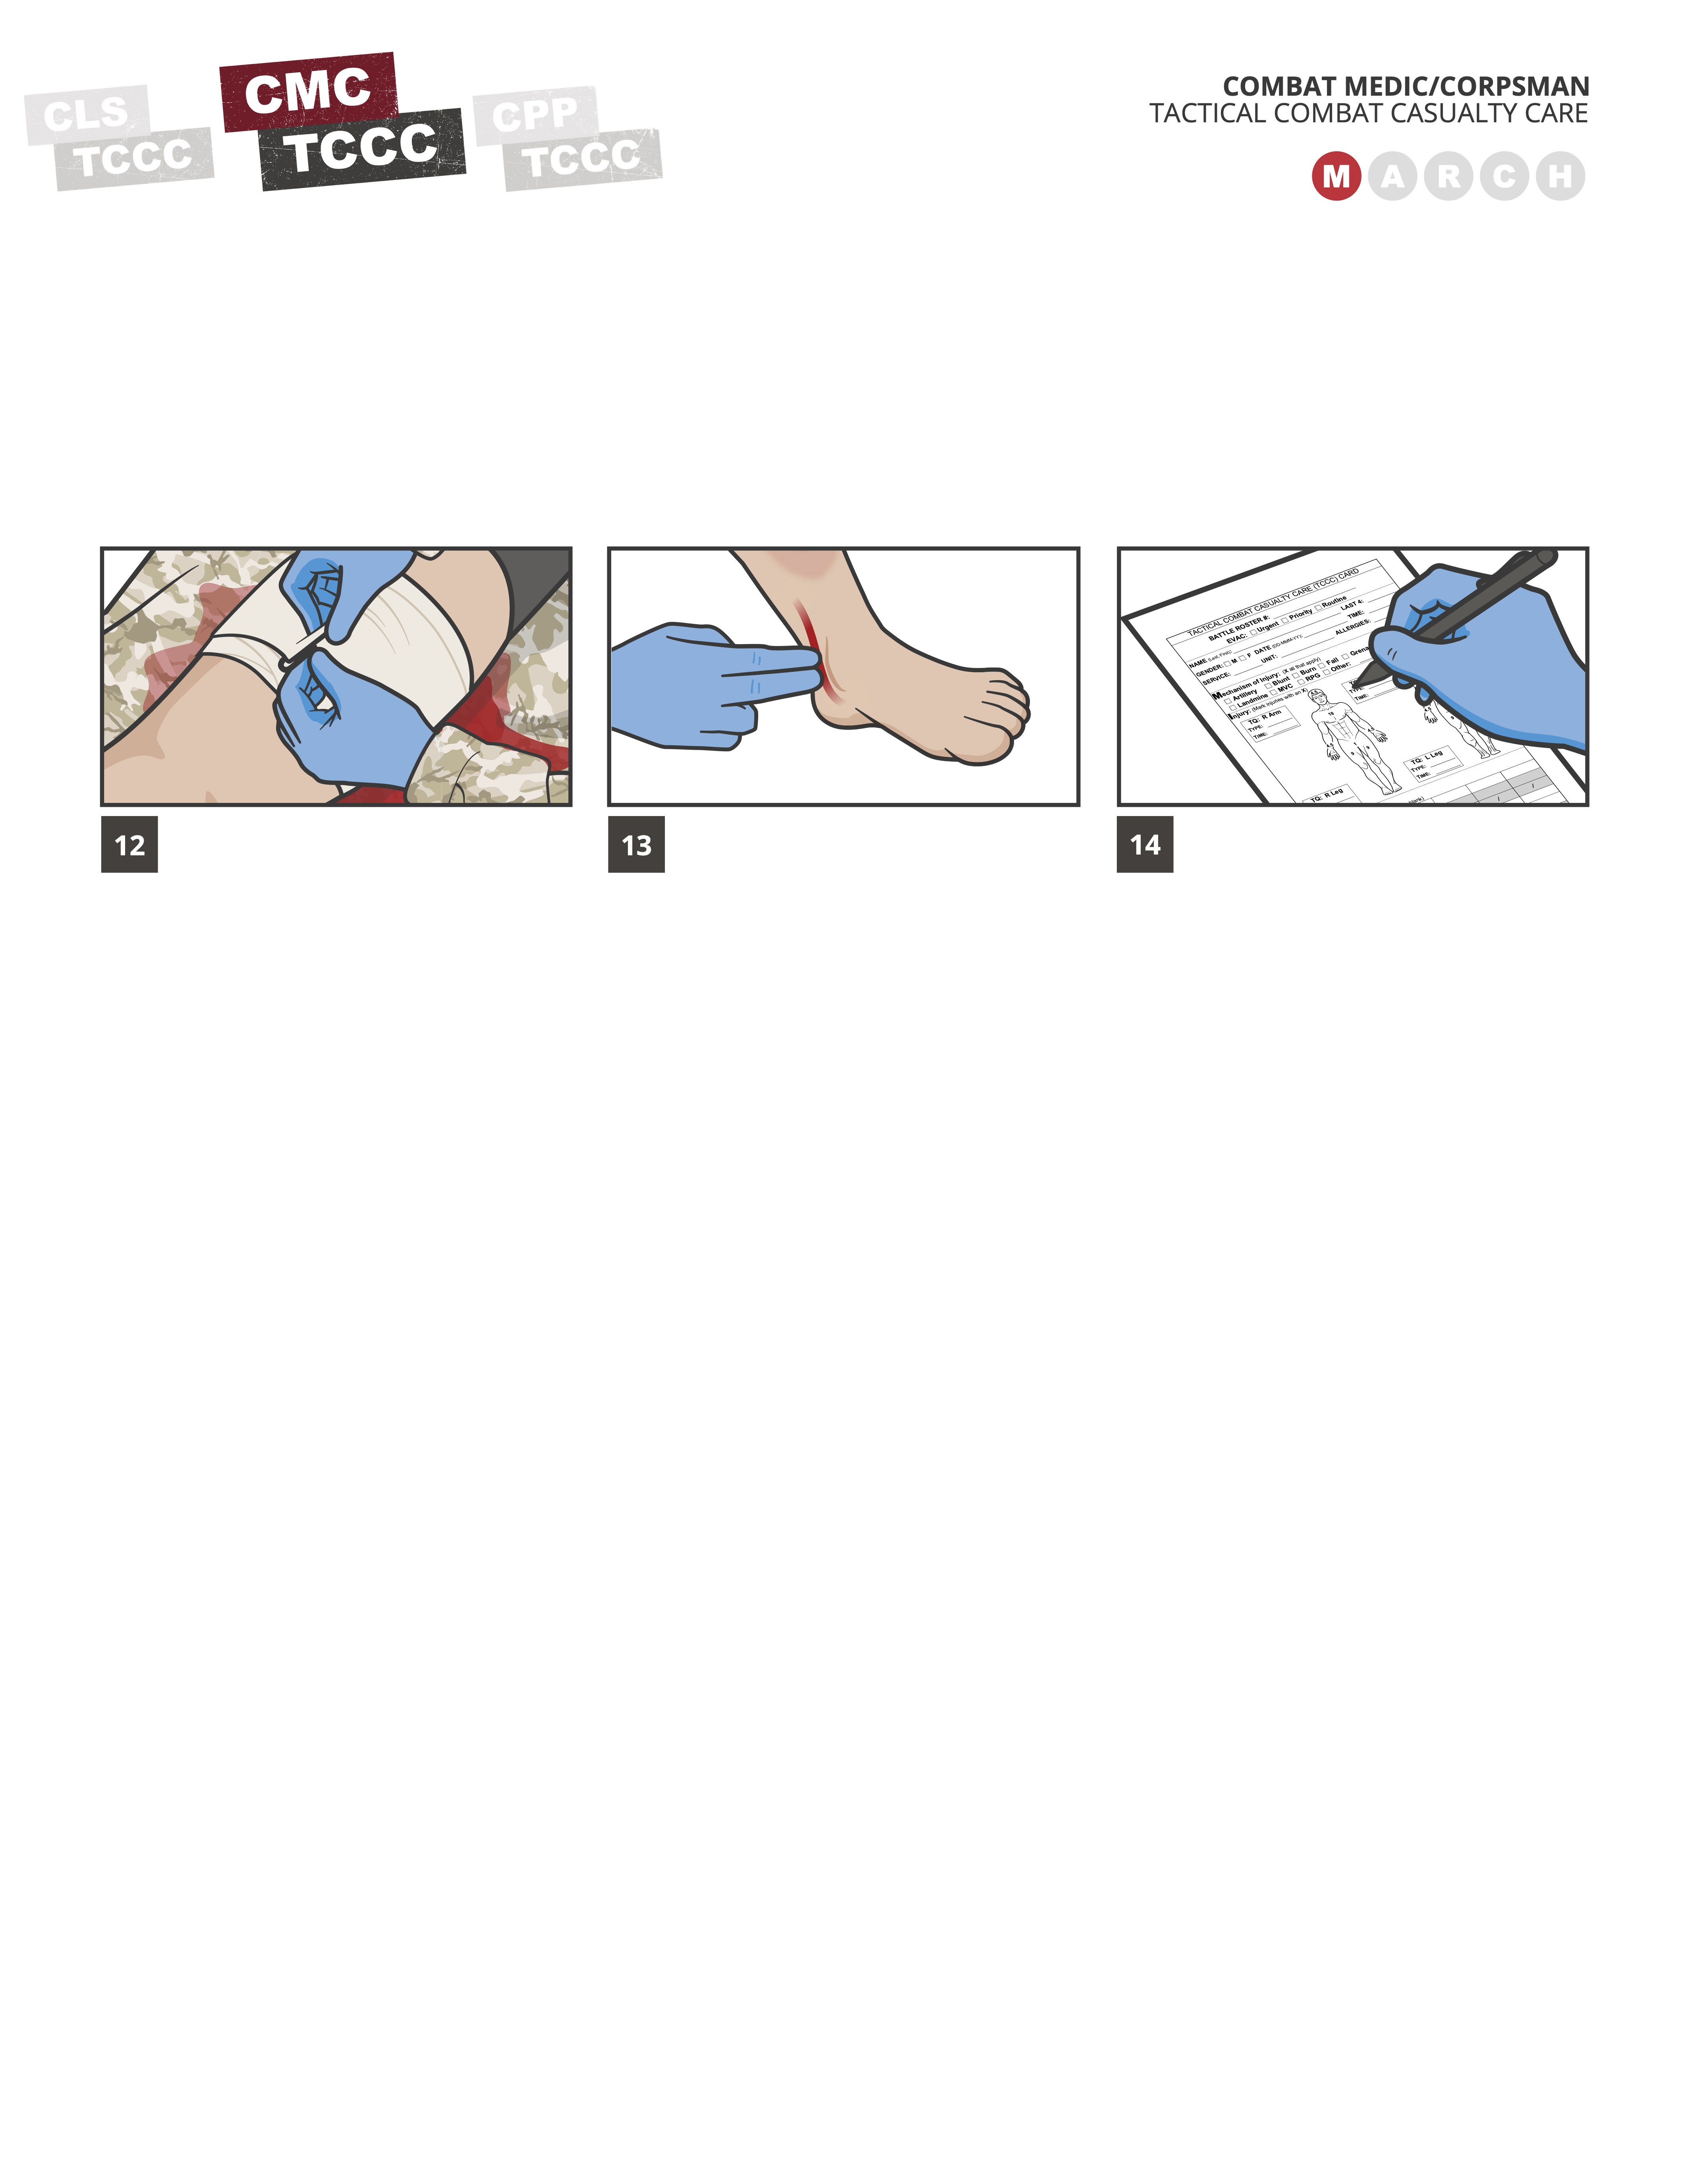 CLS
TCCC
CMC
TCCC
CPP
TCCC
COMBAT MEDIC/CORPSMAN
TACTICAL COMBAT CASUALTY CARE
M A R C H
TACTICAL COMBAT CASUALTY CARE (TCCC) CARD
BATTLE ROSTER #:
EVAC: Urgent Priority Routine
NAME (Last, First): LAST 4:
GENDER: M F DATE (DD-MMM-YY): TIME:
SERVICE: UNIT: ALLERGIES:
Mechanism of Injury: (X all that apply)
Artillery Blunt Burn Fall
Landmine MVC RPG Other:
Injury: (Mark injuries with an X)
TQ: R Arm
TYPE:
TIME:
TYPE:
TIME:
TQ: L Leg
TYPE:
TIME:
TQ: R Leg
12
13
14